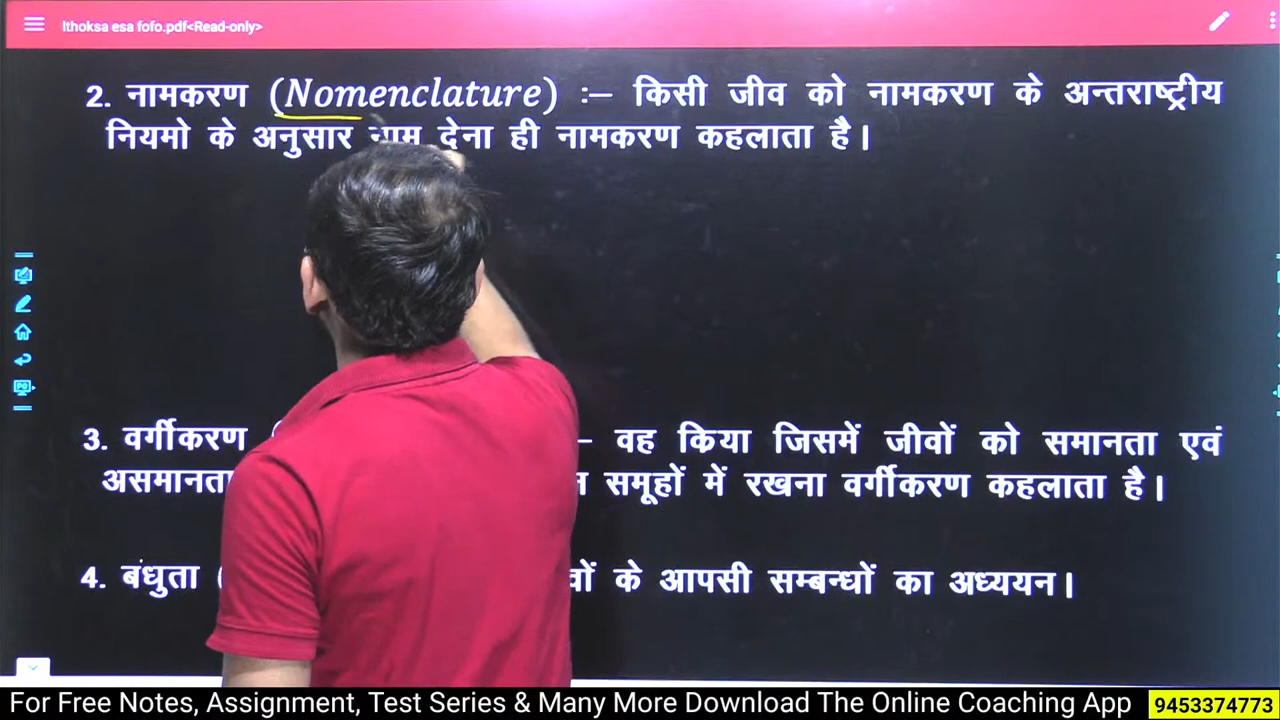 Ithoksa esa fofo.pdf<Read-only>
2. नामकरण (Nomenclature) :– किसी जीव को नामकरण के अन्तराष्ट्रीय
नियमो के अनुसार नाम देना ही नामकरण कहलाता है।
3. वर्गीकरण ( – वह क्रिया जिसमें जीवों को समानता एवं
असमानता समूहों में रखना वर्गीकरण कहलाता है।
4. बंधुता ( के आपसी सम्बन्धों का अध्ययन।
For Free Notes, Assignment, Test Series & Many More Download The Online Coaching App 9453374773